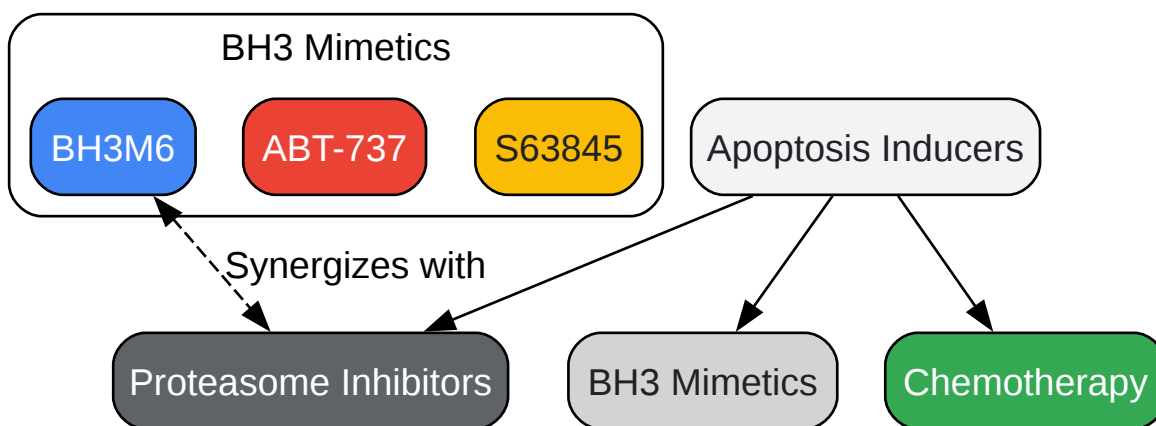 BH3 Mimetics
BH3M6
ABT-737
S63845
Apoptosis Inducers
Synergizes with
Proteasome Inhibitors
BH3 Mimetics
Chemotherapy